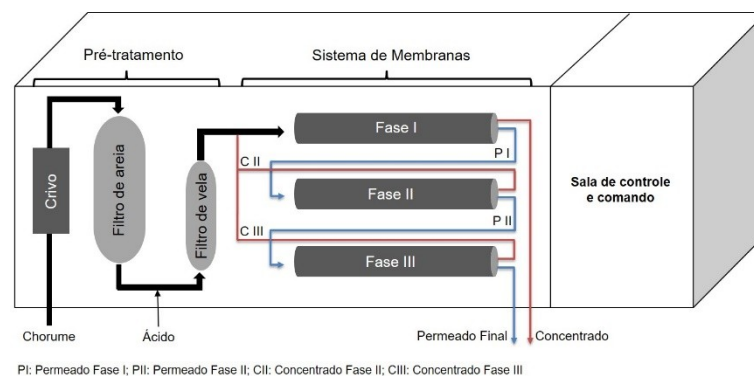 Pré-tratamento
Sistema de Membranas
Crivo
Filtro de areia
Filtro de vela
Fase I
P I
C II
Fase II
P II
C III
Fase III
Sala de controle
e comando
Chorume
Ácido
Permeado Final
Concentrado
PI: Permeado Fase I; PII: Permeado Fase II; CII: Concentrado Fase II; CIII: Concentrado Fase III